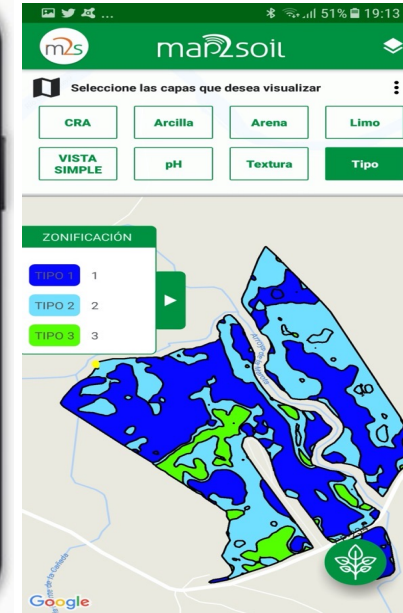 51% 19:13
m2s
map2soil
Seleccione las capas que desea visualizar
CRA
Arcilla
Arena
Limo
VISTA
SIMPLE
pH
Textura
Tipo
ZONIFICACIÓN
TIPO 1 1
TIPO 2 2
TIPO 3 3
Google